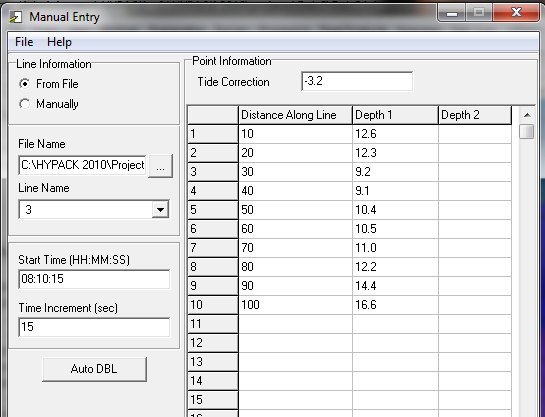 Manual Entry
File Help
Line Information
From File
Manually
File Name
C:\HYPACK 2010\Project
...
Line Name
3
Start Time (HH:MM:SS)
08:10:15
Time Increment (sec)
15
Auto DBL
Point Information
Tide Correction -3.2
Distance Along Line Depth 1 Depth 2
1 10 12.6
2 20 12.3
3 30 9.2
4 40 9.1
5 50 10.4
6 60 10.5
7 70 11.0
8 80 12.2
9 90 14.4
10 100 16.6
11
12
13
14
15